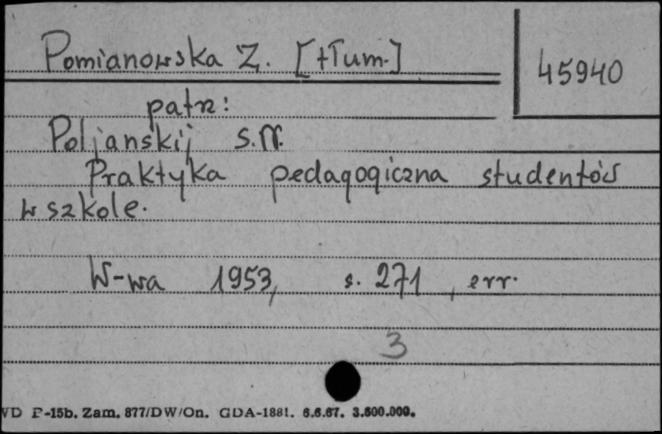 Pomianowska Z. [tłum.]
45940
patrz:
Poljanskij S.N.
Praktyka pedagogiczna studentów
w szkole.
W-wa 1953, s. 271, err.
3
WD P-15b. Zam. 877/DW/On. GDA-1881. 6.6.67. 3.500.000.